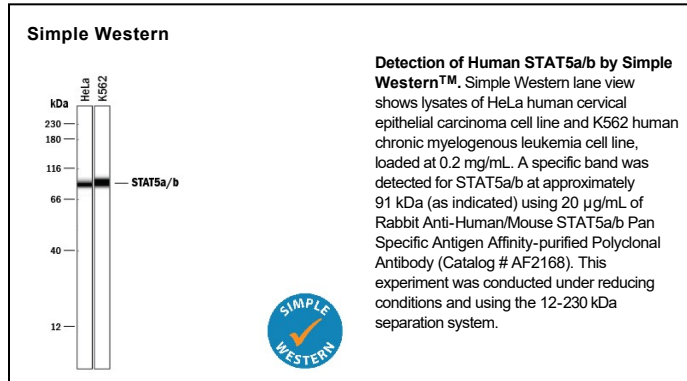 Simple Western
HeLa
K562
kDa
230
180
116
66
40
12
STAT5a/b
SIMPLE
WESTERN
Detection of Human STAT5a/b by Simple
Western™. Simple Western lane view
shows lysates of HeLa human cervical
epithelial carcinoma cell line and K562 human
chronic myelogenous leukemia cell line,
loaded at 0.2 mg/mL. A specific band was
detected for STAT5a/b at approximately
91 kDa (as indicated) using 20 µg/mL of
Rabbit Anti-Human/Mouse STAT5a/b Pan
Specific Antigen Affinity-purified Polyclonal
Antibody (Catalog # AF2168). This
experiment was conducted under reducing
conditions and using the 12-230 kDa
separation system.